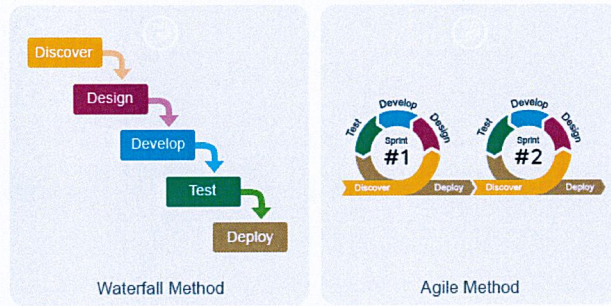 Discover
Design
Develop
Test
Deploy
Waterfall Method
Test
Develop
Design
Sprint
#1
Discover
Deploy
Test
Develop
Design
Sprint
#2
Discover
Deploy
Agile Method